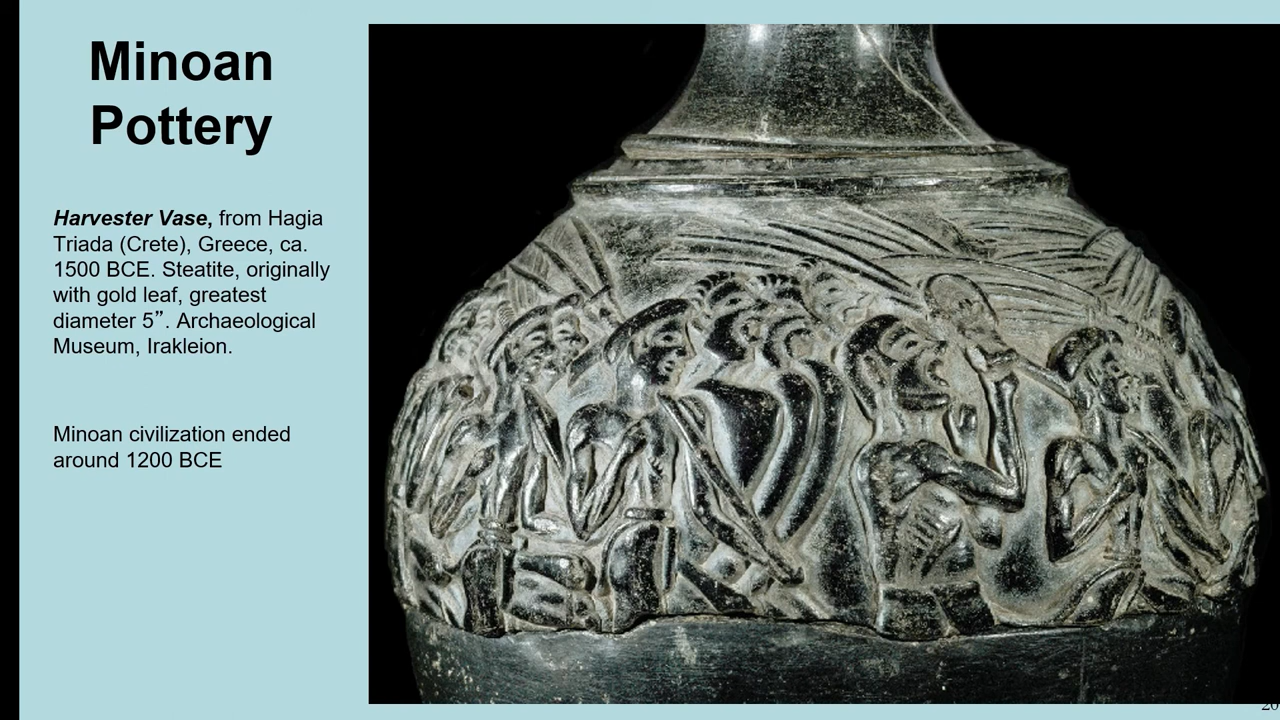 Minoan
Pottery
Harvester Vase, from Hagia
Triada (Crete), Greece, ca.
1500 BCE. Steatite, originally
with gold leaf, greatest
diameter 5”. Archaeological
Museum, Irakleion.
Minoan civilization ended
around 1200 BCE
20